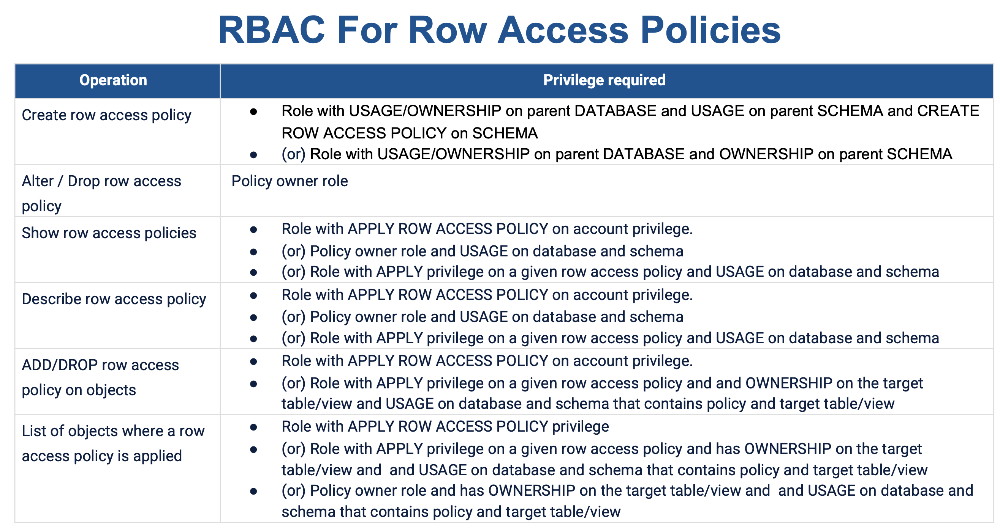 RBAC For Row Access Policies
Operation
Privilege required
Create row access policy
● Role with USAGE/OWNERSHIP on parent DATABASE and USAGE on parent SCHEMA and CREATE
ROW ACCESS POLICY on SCHEMA
● (or) Role with USAGE/OWNERSHIP on parent DATABASE and OWNERSHIP on parent SCHEMA
Alter / Drop row access
policy
Policy owner role
Show row access policies
● Role with APPLY ROW ACCESS POLICY on account privilege.
● (or) Policy owner role and USAGE on database and schema
● (or) Role with APPLY privilege on a given row access policy and USAGE on database and schema
Describe row access policy
● Role with APPLY ROW ACCESS POLICY on account privilege.
● (or) Policy owner role and USAGE on database and schema
● (or) Role with APPLY privilege on a given row access policy and USAGE on database and schema
ADD/DROP row access
policy on objects
● Role with APPLY ROW ACCESS POLICY on account privilege.
● (or) Role with APPLY privilege on a given row access policy and and OWNERSHIP on the target
table/view and USAGE on database and schema that contains policy and target table/view
List of objects where a row
access policy is applied
● Role with APPLY ROW ACCESS POLICY privilege
● (or) Role with APPLY privilege on a given row access policy and has OWNERSHIP on the target
table/view and  and USAGE on database and schema that contains policy and target table/view
● (or) Policy owner role and has OWNERSHIP on the target table/view and  and USAGE on database and
schema that contains policy and target table/view